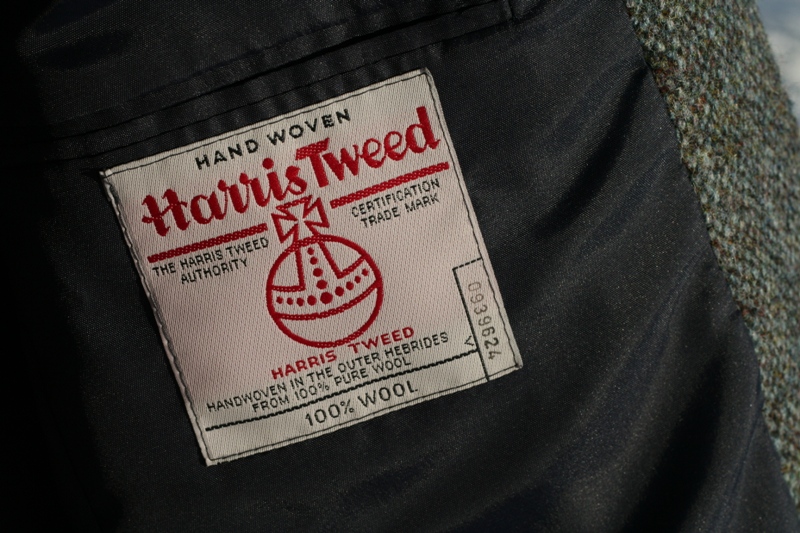 HAND WOVEN
Harris Tweed
THE HARRIS TWEED
AUTHORITY
CERTIFICATION
TRADE MARK
HARRIS TWEED
HANDWOVEN IN THE OUTER HEBRIDES
FROM 100% PURE WOOL
100% WOOL
0939624